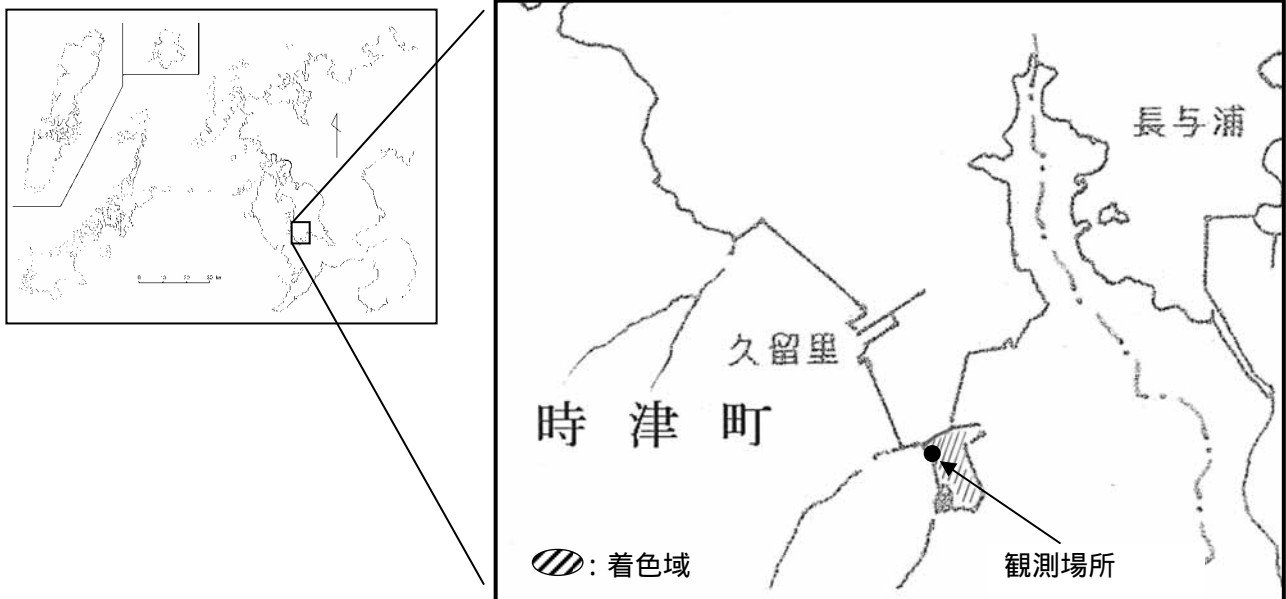 長与浦
久留里
時津町
: 着色域
観測場所